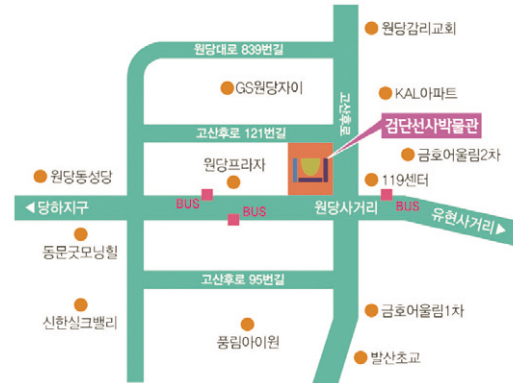 원당감리교회
원당대로 839번길
GS원당자이
KAL아파트
고산후로
검단선사박물관
고산후로 121번길
금호어울림2차
원당프라자
원당동성당
119센터
BUS
◀당하지구
원당사거리
BUS
BUS
유현사거리▶
동문굿모닝힐
고산후로 95번길
신한실크밸리
금호어울림1차
풍림아이원
발산초교